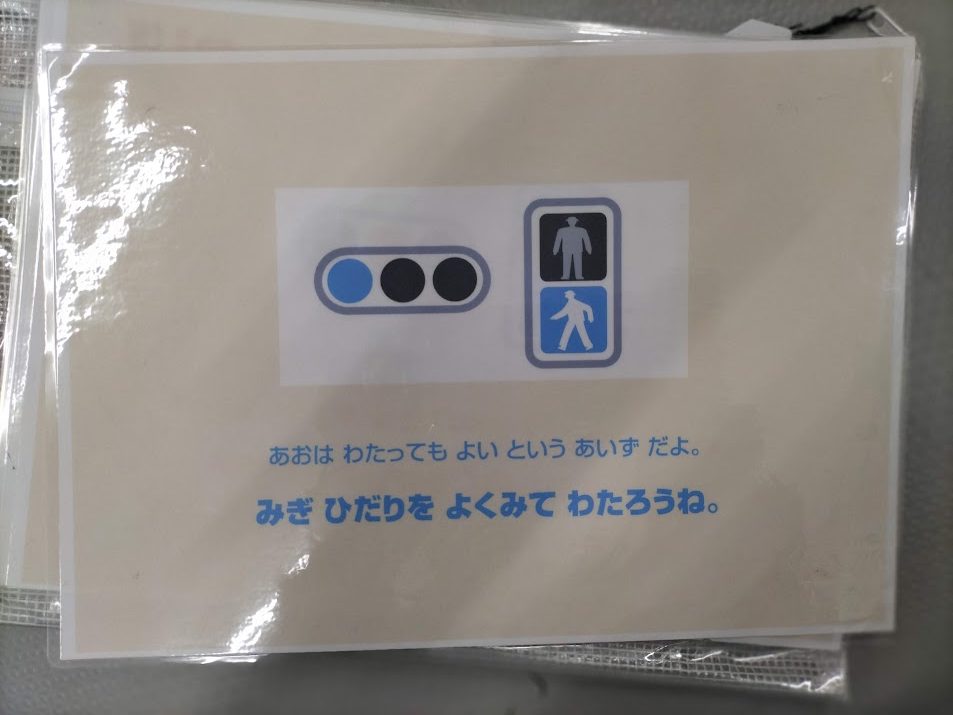 あおは わたっても よい という あいず だよ。
みぎ ひだりを よくみて わたろうね。